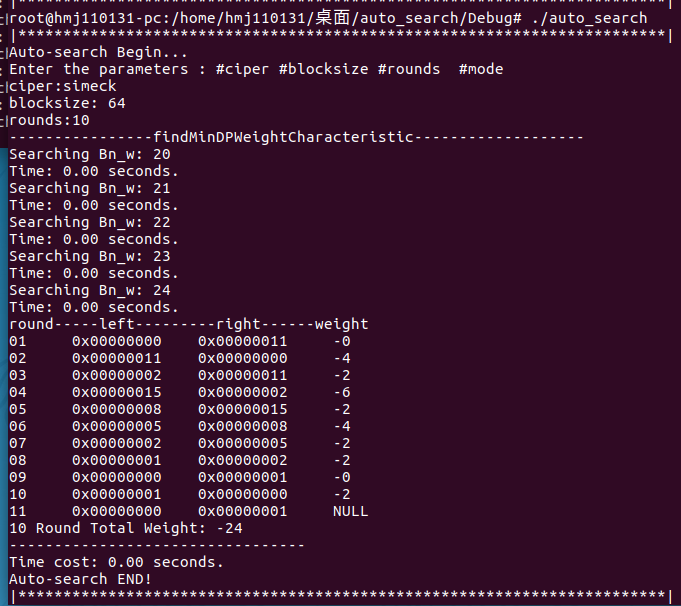 |*************************************************************************|
root@hmj110131-pc:/home/hmj110131/桌面/auto_search/Debug# ./auto_search
|*************************************************************************|
Auto-search Begin...
Enter the parameters : #ciper #blocksize #rounds  #mode
ciper:simeck
blocksize: 64
rounds:10
----------------findMinDPWeightCharacteristic-------------------
Searching Bn_w: 20
Time: 0.00 seconds.
Searching Bn_w: 21
Time: 0.00 seconds.
Searching Bn_w: 22
Time: 0.00 seconds.
Searching Bn_w: 23
Time: 0.00 seconds.
Searching Bn_w: 24
Time: 0.00 seconds.
round-----left---------right------weight
01     0x00000000    0x00000011     -0
02     0x00000011    0x00000000     -4
03     0x00000002    0x00000011     -2
04     0x00000015    0x00000002     -6
05     0x00000008    0x00000015     -2
06     0x00000005    0x00000008     -4
07     0x00000002    0x00000005     -2
08     0x00000001    0x00000002     -2
09     0x00000000    0x00000001     -0
10     0x00000001    0x00000000     -2
11     0x00000000    0x00000001     NULL
10 Round Total Weight: -24
---------------------------------
Time cost: 0.00 seconds.
Auto-search END!
|*************************************************************************|